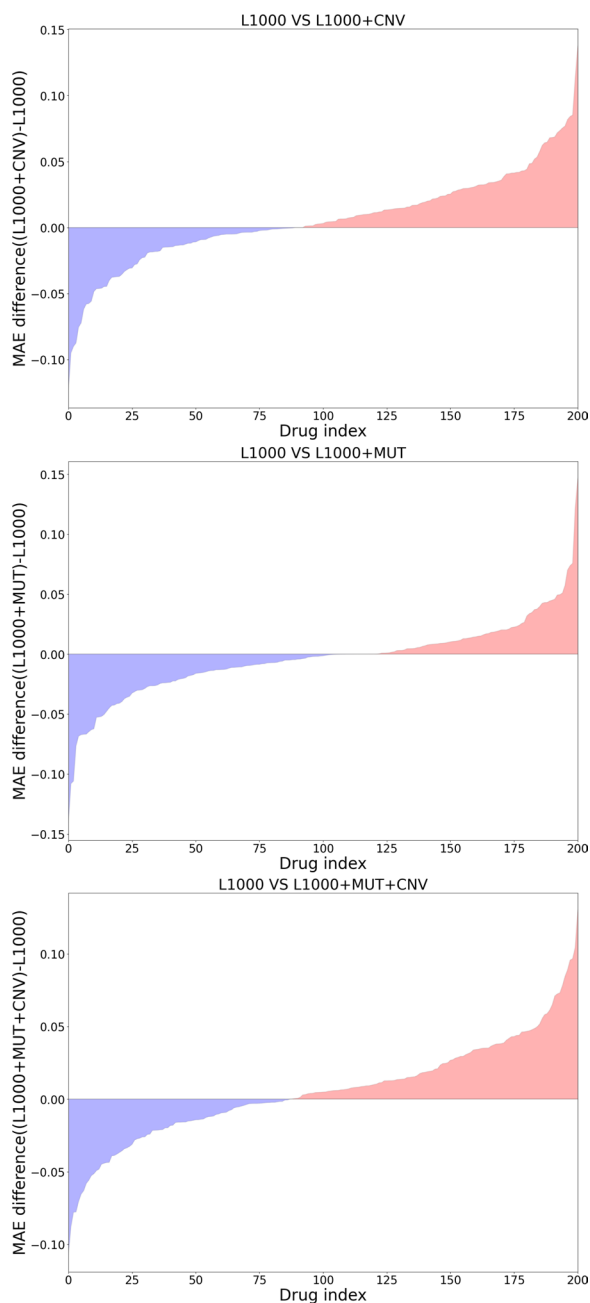 L1000 VS L1000+CNV
MAE difference((L1000+CNV)-L1000)
0.15
0.10
0.05
0.00
−0.05
−0.10
0 25 50 75 100 125 150 175 200
Drug index
L1000 VS L1000+MUT
MAE difference((L1000+MUT)-L1000)
0.15
0.10
0.05
0.00
−0.05
−0.10
−0.15
0 25 50 75 100 125 150 175 200
Drug index
L1000 VS L1000+MUT+CNV
MAE difference((L1000+MUT+CNV)-L1000)
0.10
0.05
0.00
−0.05
−0.10
0 25 50 75 100 125 150 175 200
Drug index